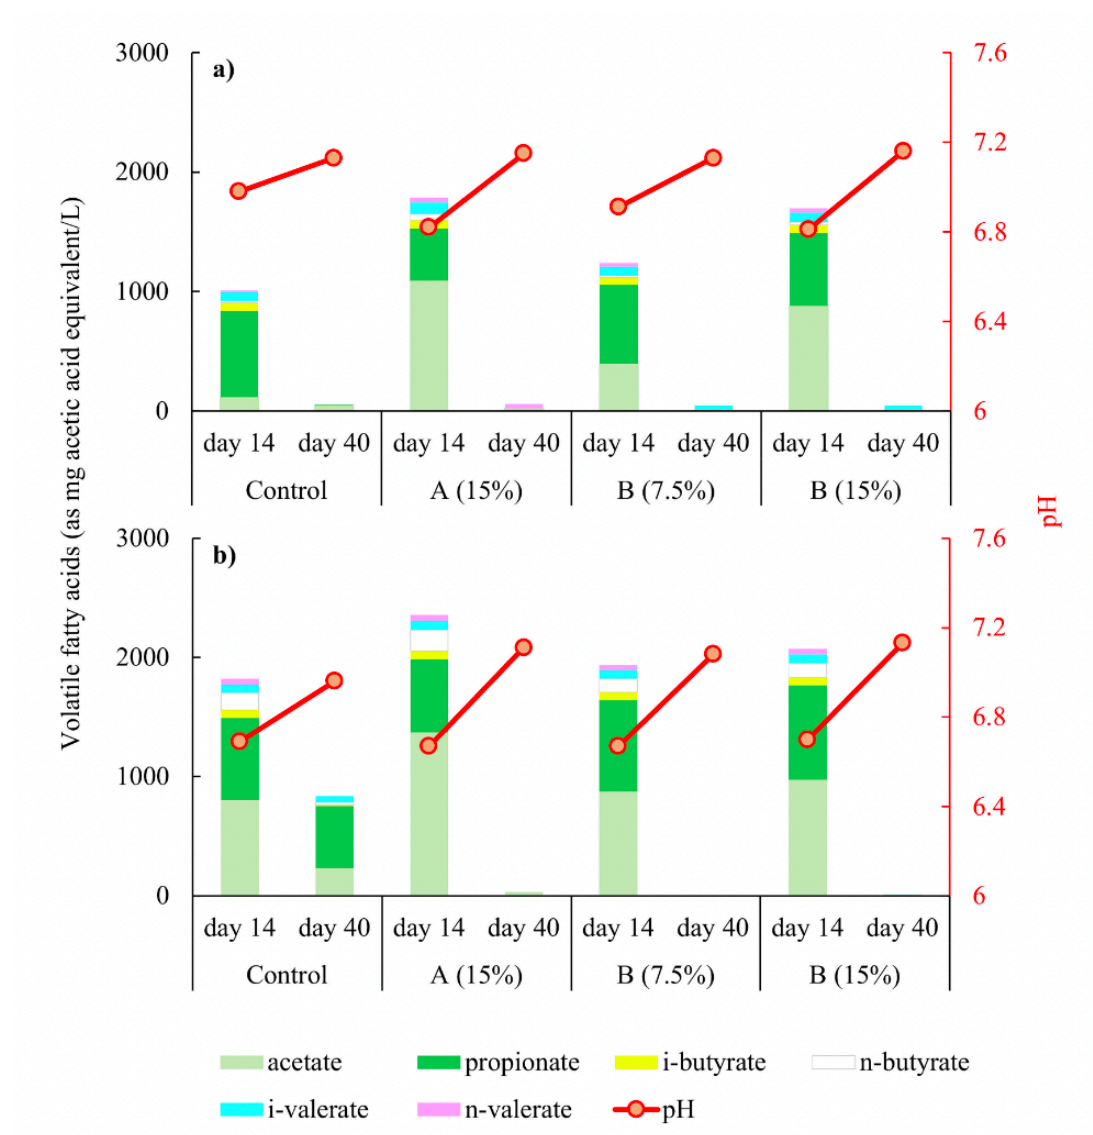 3000
2000
1000
0
a)
7.6
7.2
6.8
6.4
6
day 14 day 40 day 14 day 40 day 14 day 40 day 14 day 40
Control A (15%) B (7.5%) B (15%)
Volatile fatty acids (as mg acetic acid equivalent/L)
pH
3000
2000
1000
0
b)
7.6
7.2
6.8
6.4
6
day 14 day 40 day 14 day 40 day 14 day 40 day 14 day 40
Control A (15%) B (7.5%) B (15%)
acetate propionate i-butyrate n-butyrate
i-valerate n-valerate pH